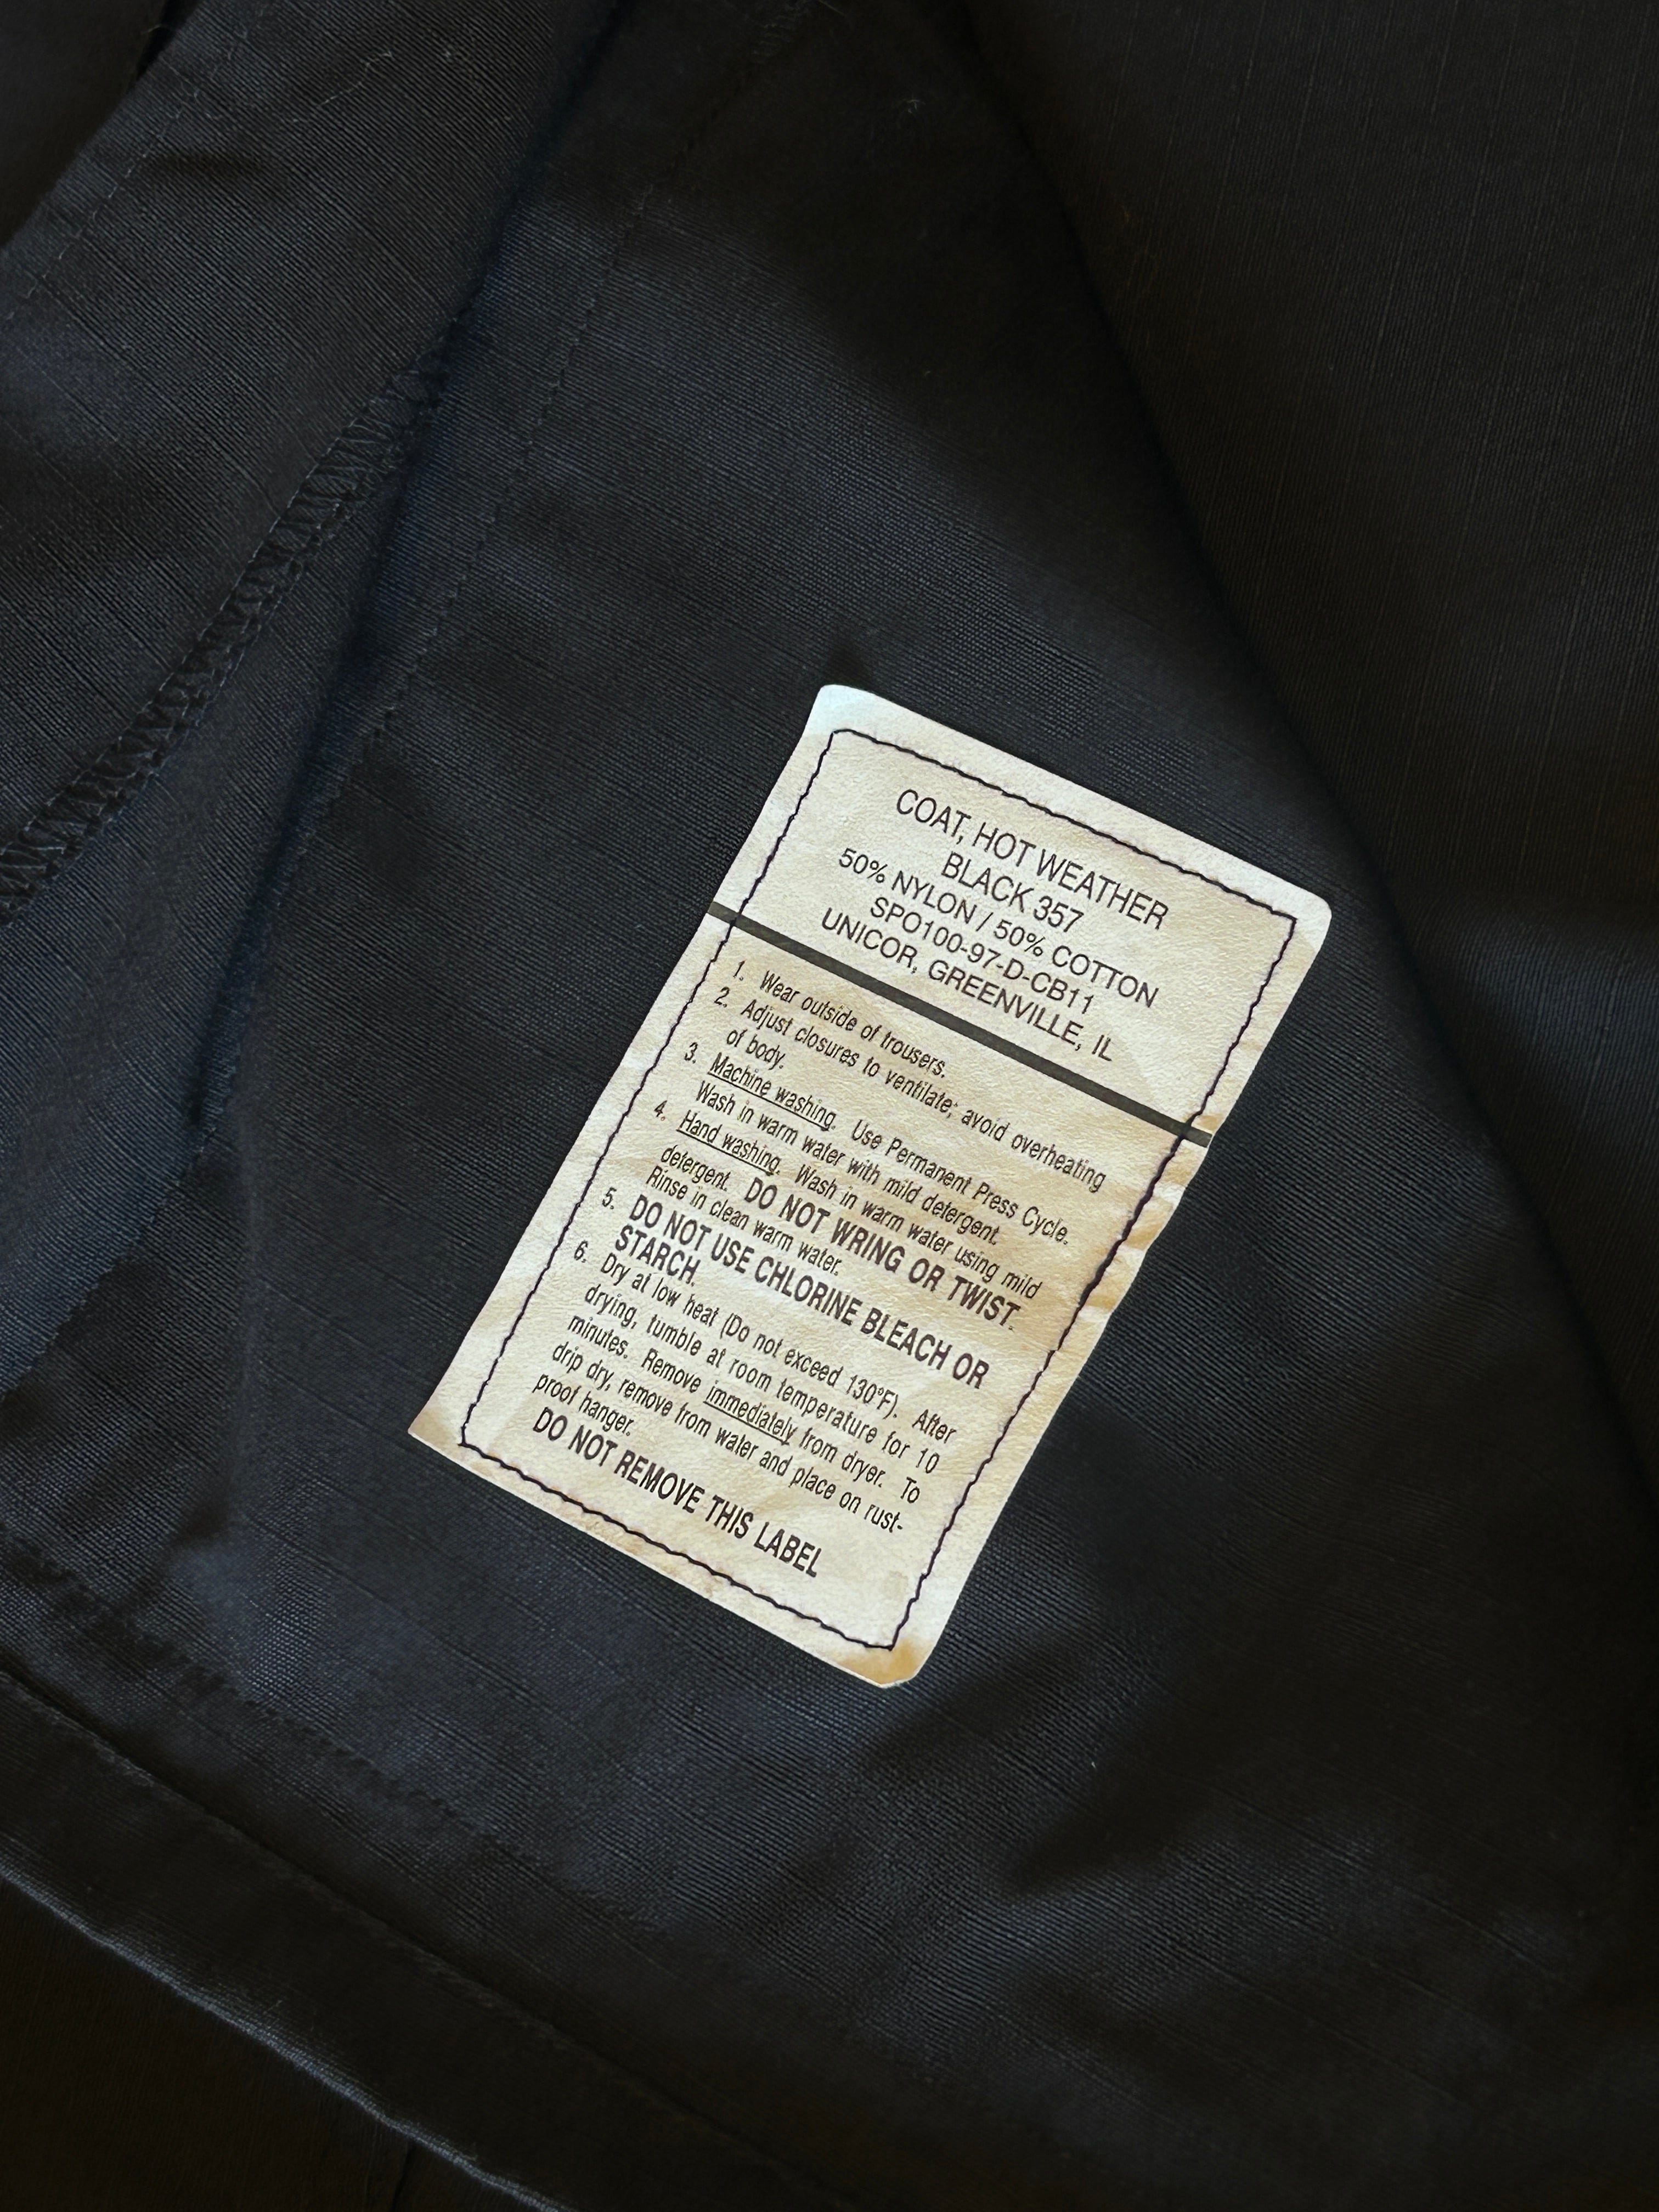 COAT, HOT WEATHER
BLACK 357
50% NYLON / 50% COTTON
SPO100-97-D-CB11
UNICOR, GREENVILLE, IL
1. Wear outside of trousers.
2. Adjust closures to ventilate; avoid overheating
of body.
3. Machine washing. Use Permanent Press Cycle.
Wash in warm water with mild detergent.
4. Hand washing. Wash in warm water using mild
detergent. DO NOT WRING OR TWIST.
Rinse in clean warm water.
5. DO NOT USE CHLORINE BLEACH OR
STARCH.
6. Dry at low heat (Do not exceed 130°F). After
drying, tumble at room temperature for 10
minutes. Remove immediately from dryer. To
drip dry, remove from water and place on rust-
proof hanger.
DO NOT REMOVE THIS LABEL